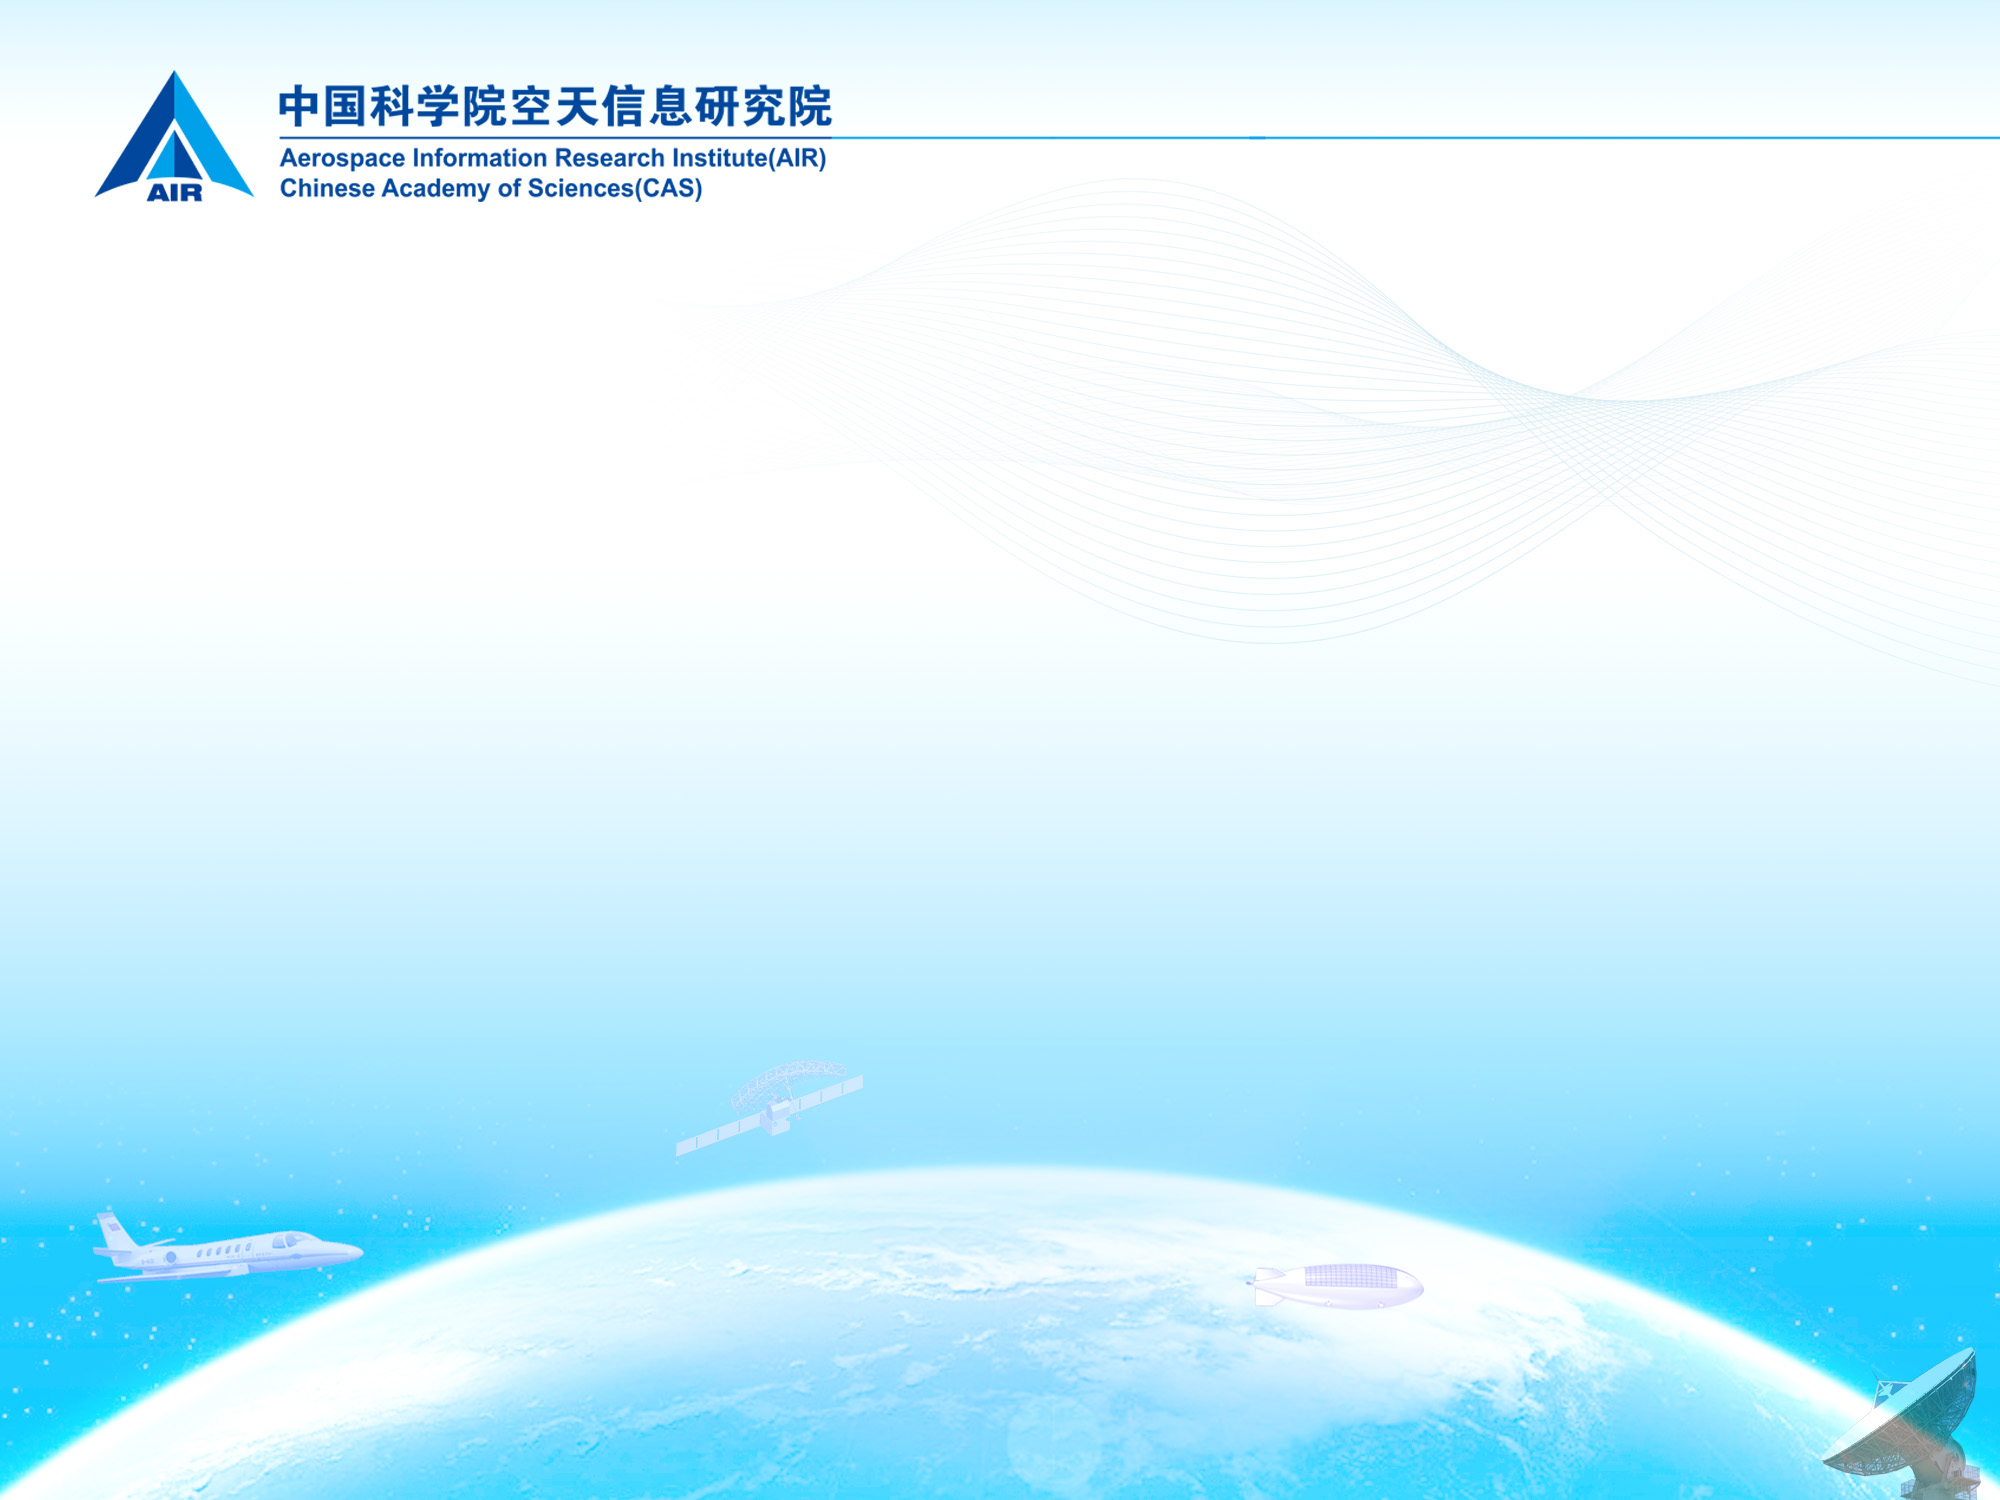 中国科学院空天信息研究院
Aerospace Information Research Institute(AIR)
Chinese Academy of Sciences(CAS)
AIR